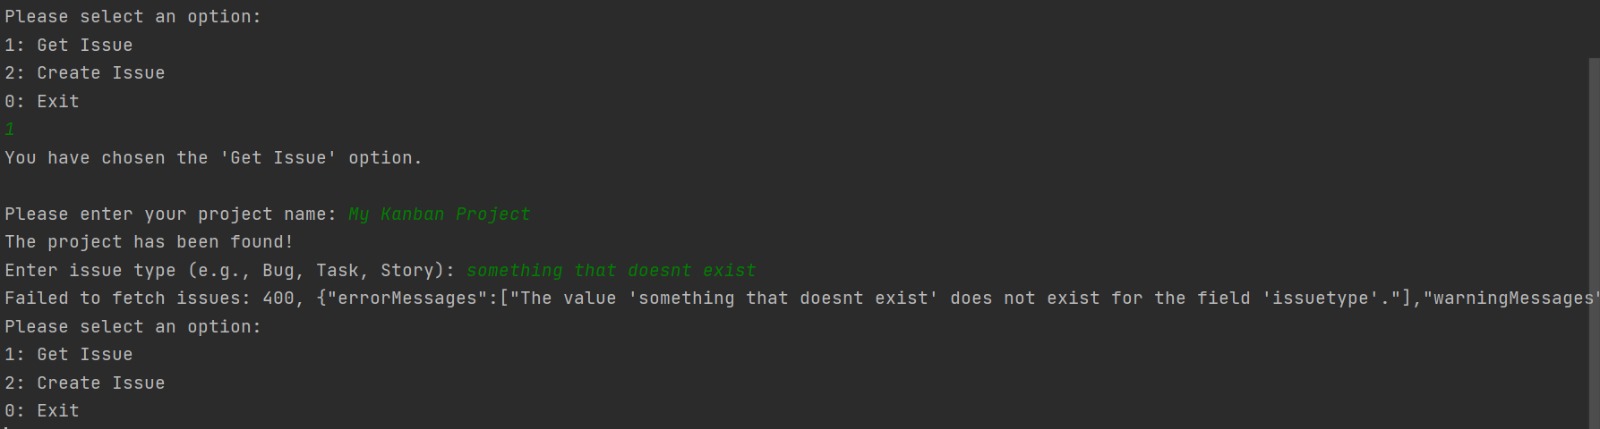 Please select an option:
1: Get Issue
2: Create Issue
0: Exit
1
You have chosen the 'Get Issue' option.
Please enter your project name: My Kanban Project
The project has been found!
Enter issue type (e.g., Bug, Task, Story): something that doesnt exist
Failed to fetch issues: 400, {"errorMessages":["The value 'something that doesnt exist' does not exist for the field 'issuetype'."],"warningMessages"
Please select an option:
1: Get Issue
2: Create Issue
0: Exit